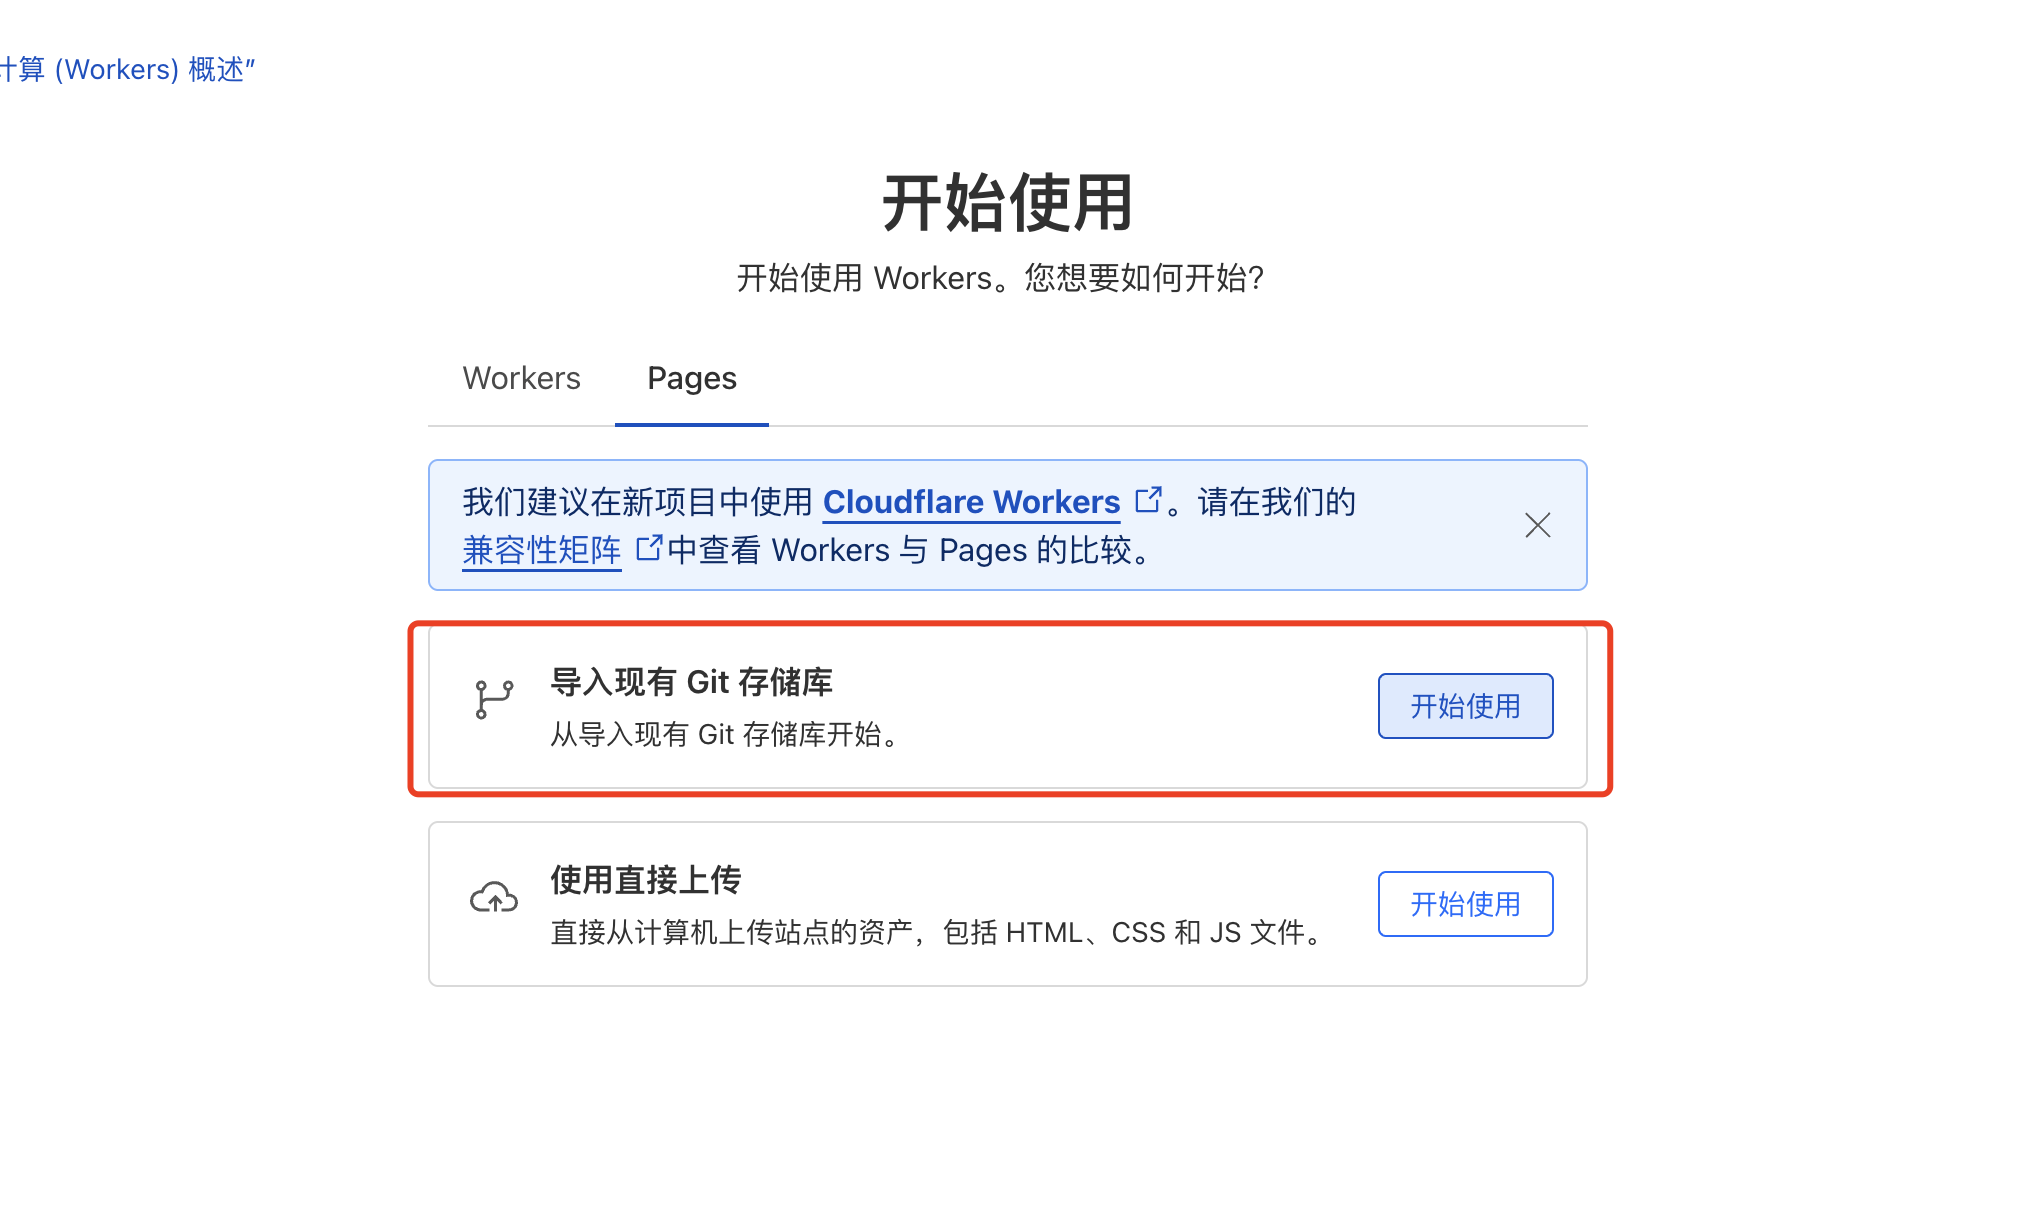 计算 (Workers) 概述”
开始使用
开始使用 Workers。您想要如何开始?
Workers Pages
我们建议在新项目中使用 Cloudflare Workers 。请在我们的
兼容性矩阵 中查看 Workers 与 Pages 的比较。
导入现有 Git 存储库
从导入现有 Git 存储库开始。
开始使用
使用直接上传
直接从计算机上传站点的资产，包括 HTML、CSS 和 JS 文件。
开始使用